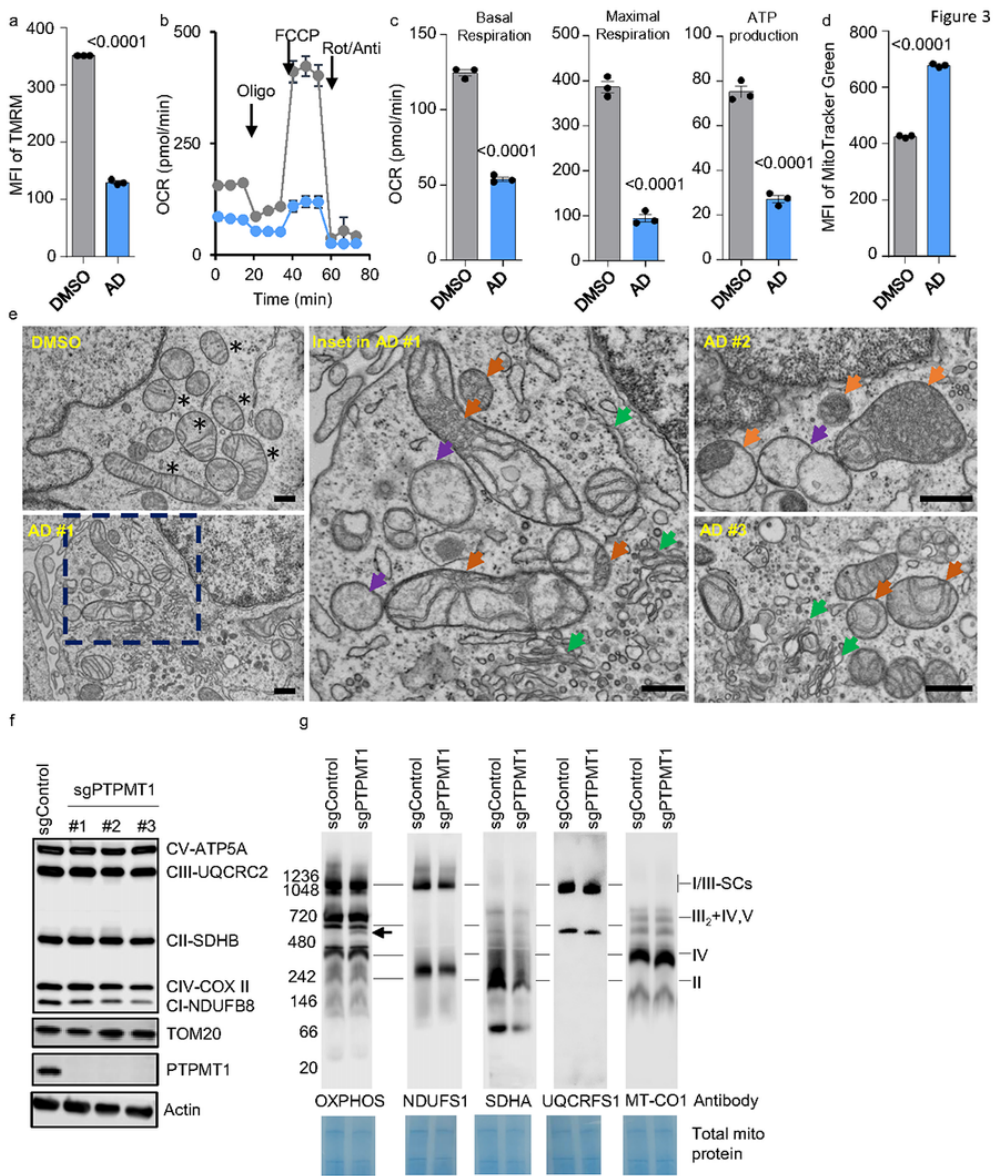 Figure 3
a
MFI of TMRM
400
300
200
100
0
<0.0001
DMSO
AD
b
OCR (pmol/min)
500
250
0
Oligo
FCCP
Rot/Anti
0
20
40
60
80
Time (min)
c
Basal
Respiration
OCR (pmol/min)
150
100
50
0
<0.0001
DMSO
AD
Maximal
Respiration
500
400
300
200
100
0
<0.0001
DMSO
AD
ATP
production
100
80
60
40
20
0
<0.0001
DMSO
AD
d
MFI of MitoTracker Green
800
600
400
200
0
<0.0001
DMSO
AD
e
DMSO
* * * * * *
AD #1
Inset in AD #1
AD #2
AD #3
f
sgControl
sgPTPMT1
#1 #2 #3
CV-ATP5A
CIII-UQCRC2
CII-SDHB
CIV-COX II
CI-NDUFB8
TOM20
PTPMT1
Actin
g
sgControl
sgPTPMT1
sgControl
sgPTPMT1
sgControl
sgPTPMT1
sgControl
sgPTPMT1
sgControl
sgPTPMT1
1236
1048
720
480
242
146
66
20
I/III-SCs
III₂+IV,V
IV
II
OXPHOS NDUFS1 SDHA UQCRFS1 MT-CO1 Antibody
Total mito
protein